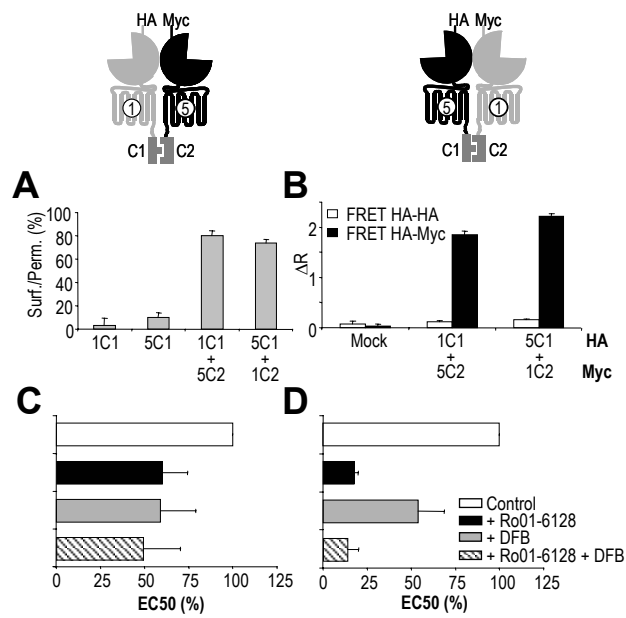 HA Myc
HA Myc
1 5
5 1
C1 C2
C1 C2
A
B
Surf./Perm. (%)
100
80
60
40
20
0
1C1
5C1
1C1 + 5C2
5C1 + 1C2
ΔR
2
1
0
FRET HA-HA
FRET HA-Myc
Mock
1C1 + 5C2
5C1 + 1C2
HA
Myc
C
D
0 25 50 75 100 125
EC50 (%)
0 25 50 75 100 125
EC50 (%)
Control
+ Ro01-6128
+ DFB
+ Ro01-6128 + DFB